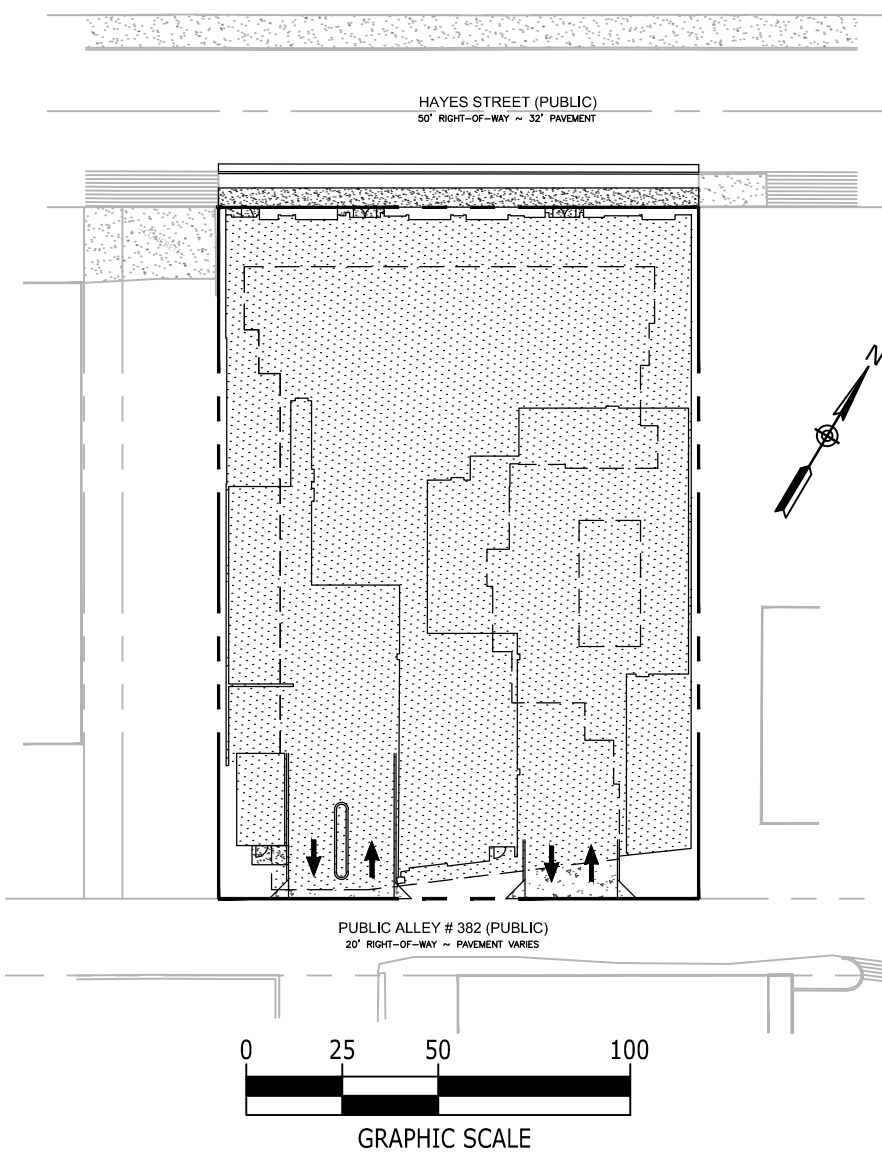 HAYES STREET (PUBLIC)
50' RIGHT-OF-WAY ~ 32' PAVEMENT
N
PUBLIC ALLEY # 382 (PUBLIC)
20' RIGHT-OF-WAY ~ PAVEMENT VARIES
0 25 50 100
GRAPHIC SCALE